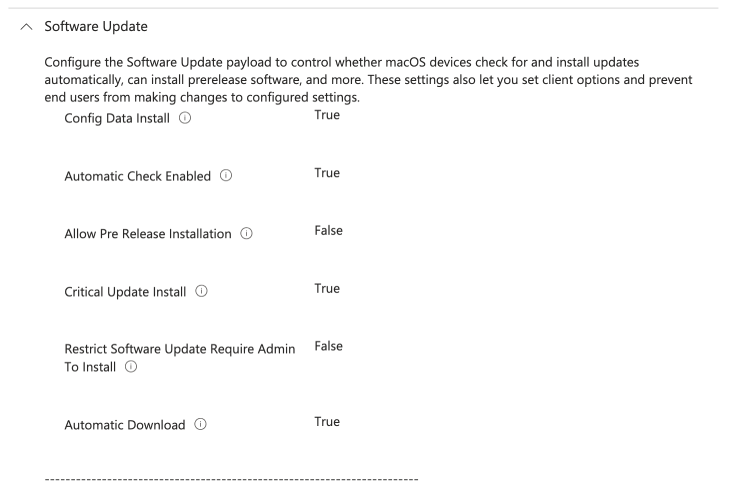 Software Update
Configure the Software Update payload to control whether macOS devices check for and install updates
automatically, can install prerelease software, and more. These settings also let you set client options and prevent
end users from making changes to configured settings.
Config Data Install True
Automatic Check Enabled True
Allow Pre Release Installation False
Critical Update Install True
Restrict Software Update Require Admin False
To Install
Automatic Download True
------------------------------------------------------------------------